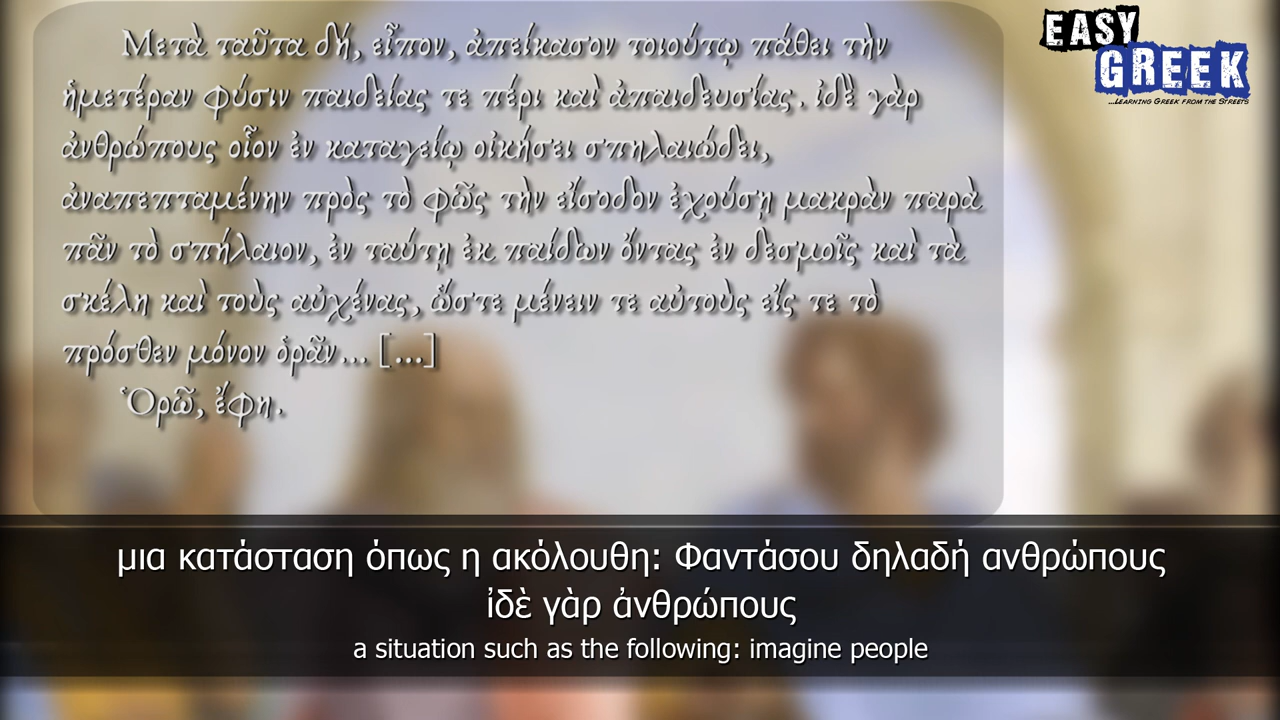 Μετὰ ταῦτα δή, εἶπον, ἀπείκασον τοιούτῳ πάθει τὴν
ἡμετέραν φύσιν παιδείας τε πέρι καὶ ἀπαιδευσίας. ἰδὲ γὰρ
ἀνθρώπους οἷον ἐν καταγείῳ οἰκήσει σπηλαιώδει,
ἀναπεπταμένην πρὸς τὸ φῶς τὴν εἴσοδον ἐχούσῃ μακρὰν παρὰ
πᾶν τὸ σπήλαιον, ἐν ταύτῃ ἐκ παίδων ὄντας ἐν δεσμοῖς καὶ τὰ
σκέλη καὶ τοὺς αὐχένας, ὥστε μένειν τε αὐτοὺς εἴς τε τὸ
πρόσθεν μόνον ὁρᾶν... [...]
Ὁρῶ, ἔφη.
EASY
GREEK
...Learning Greek from the Streets
μια κατάσταση όπως η ακόλουθη: Φαντάσου δηλαδή ανθρώπους
ἰδὲ γὰρ ἀνθρώπους
a situation such as the following: imagine people